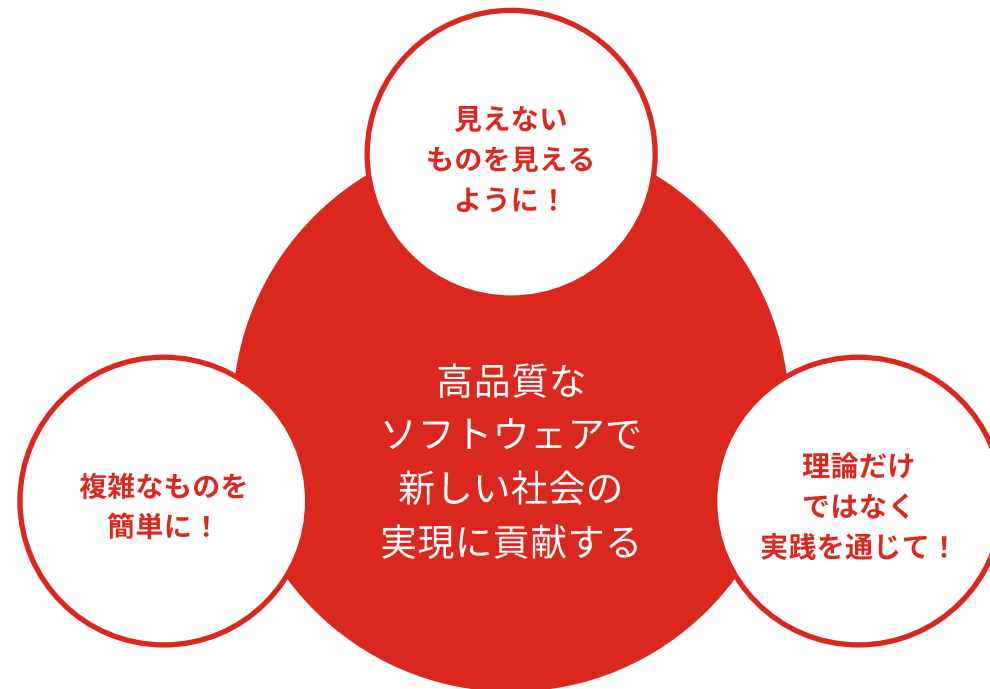 見えない
ものを見える
ように！
高品質な
ソフトウェアで
新しい社会の
実現に貢献する
複雑なものを
簡単に！
理論だけ
ではなく
実践を通じて！